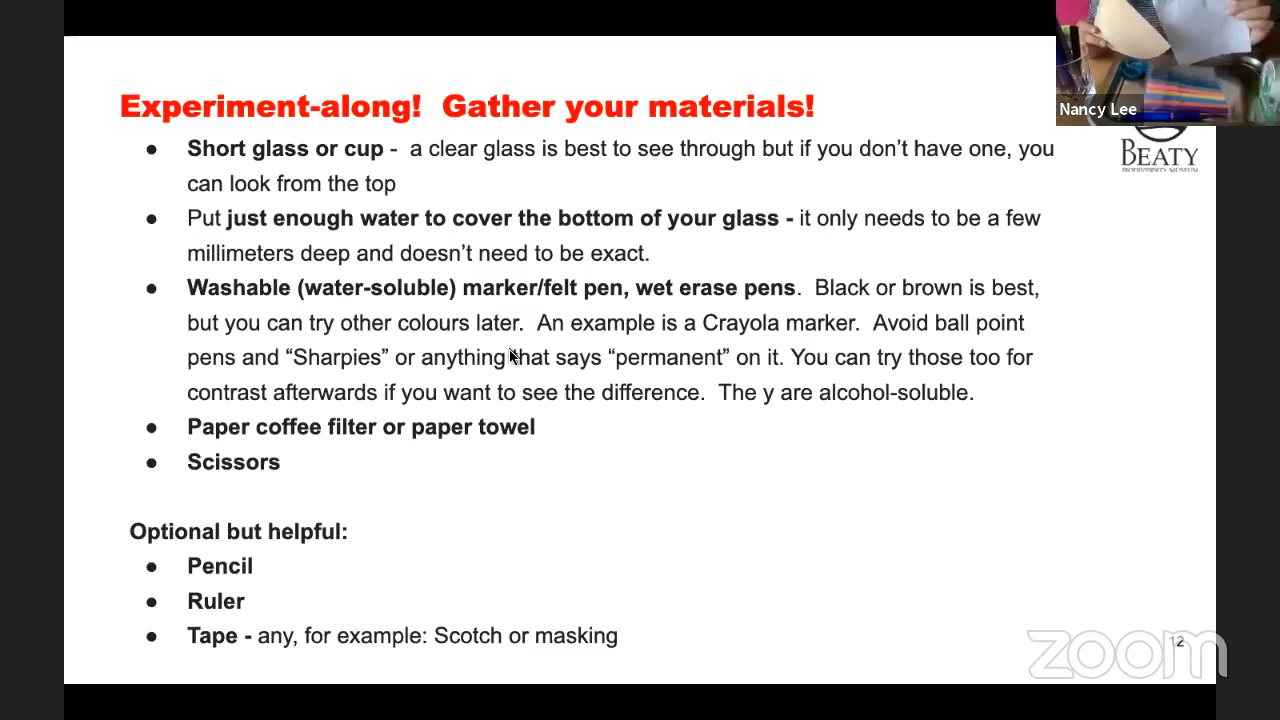 Experiment-along!  Gather your materials!
● Short glass or cup -  a clear glass is best to see through but if you don't have one, you
can look from the top
● Put just enough water to cover the bottom of your glass - it only needs to be a few
millimeters deep and doesn't need to be exact.
● Washable (water-soluble) marker/felt pen, wet erase pens.  Black or brown is best,
but you can try other colours later.  An example is a Crayola marker.  Avoid ball point
pens and “Sharpies” or anything that says “permanent” on it. You can try those too for
contrast afterwards if you want to see the difference.  The y are alcohol-soluble.
● Paper coffee filter or paper towel
● Scissors
Optional but helpful:
● Pencil
● Ruler
● Tape - any, for example: Scotch or masking
Nancy Lee
BEATY
BIODIVERSITY MUSEUM
12
zoom